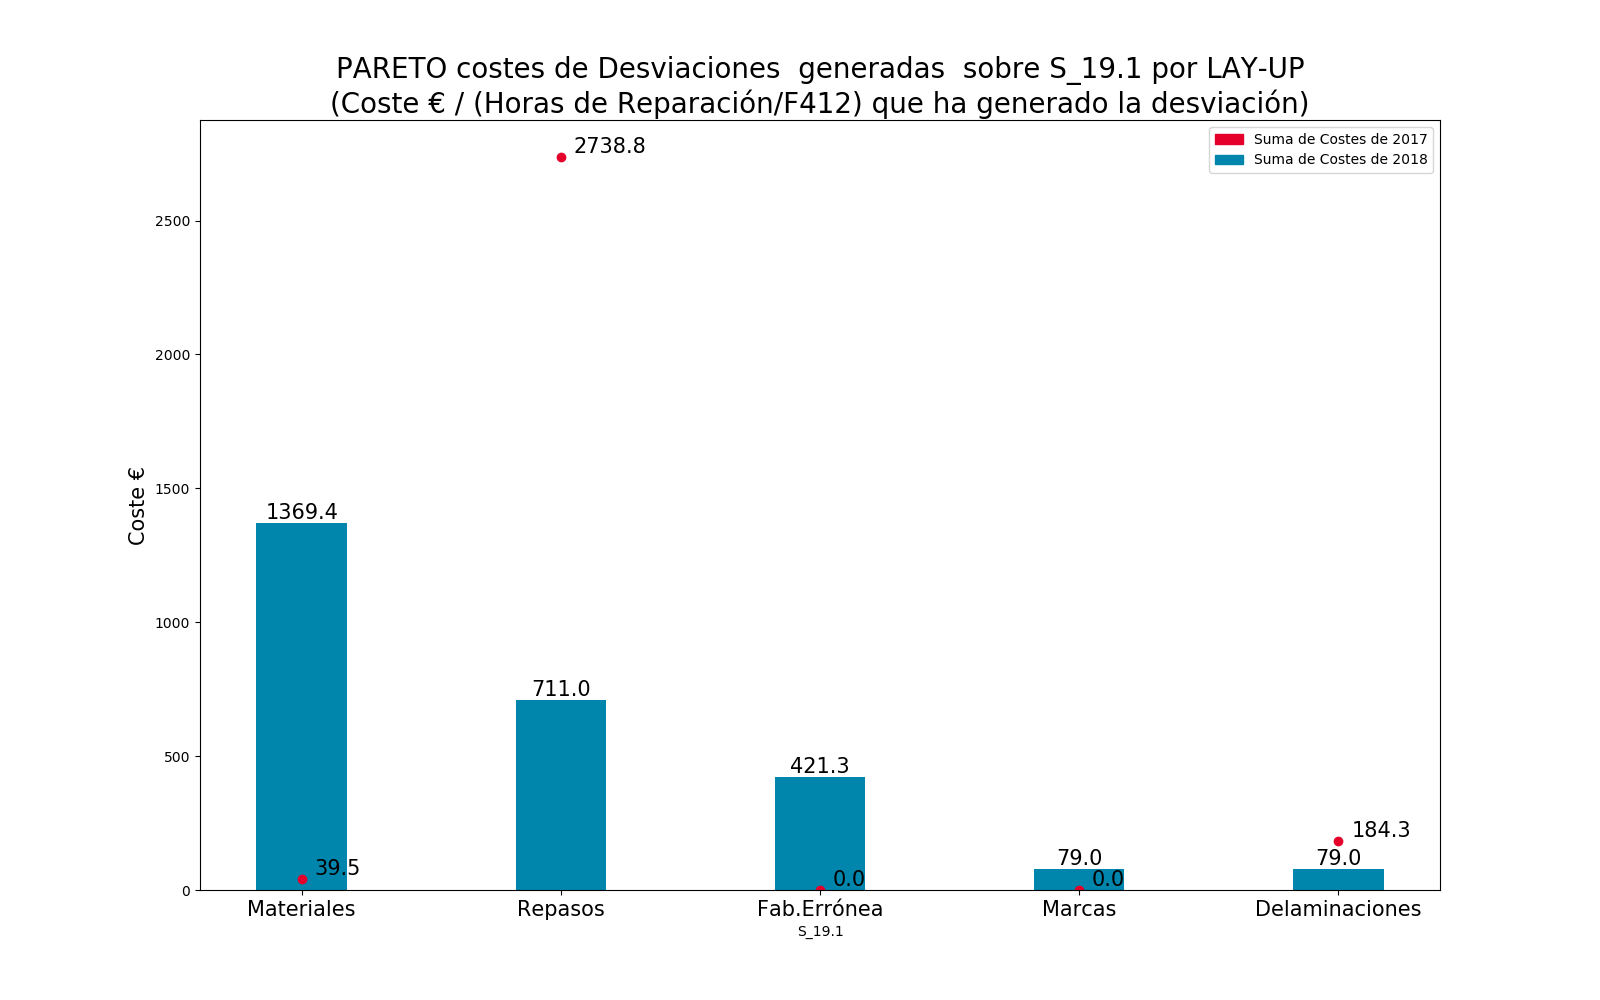 PARETO costes de Desviaciones  generadas  sobre S_19.1 por LAY-UP
(Coste € / (Horas de Reparación/F412) que ha generado la desviación)
Suma de Costes de 2017
Suma de Costes de 2018
Coste €
2500
2000
1500
1000
500
0
2738.8
1369.4
711.0
421.3
184.3
79.0
79.0
39.5
0.0
0.0
Materiales
Repasos
Fab.Errónea
Marcas
Delaminaciones
S_19.1